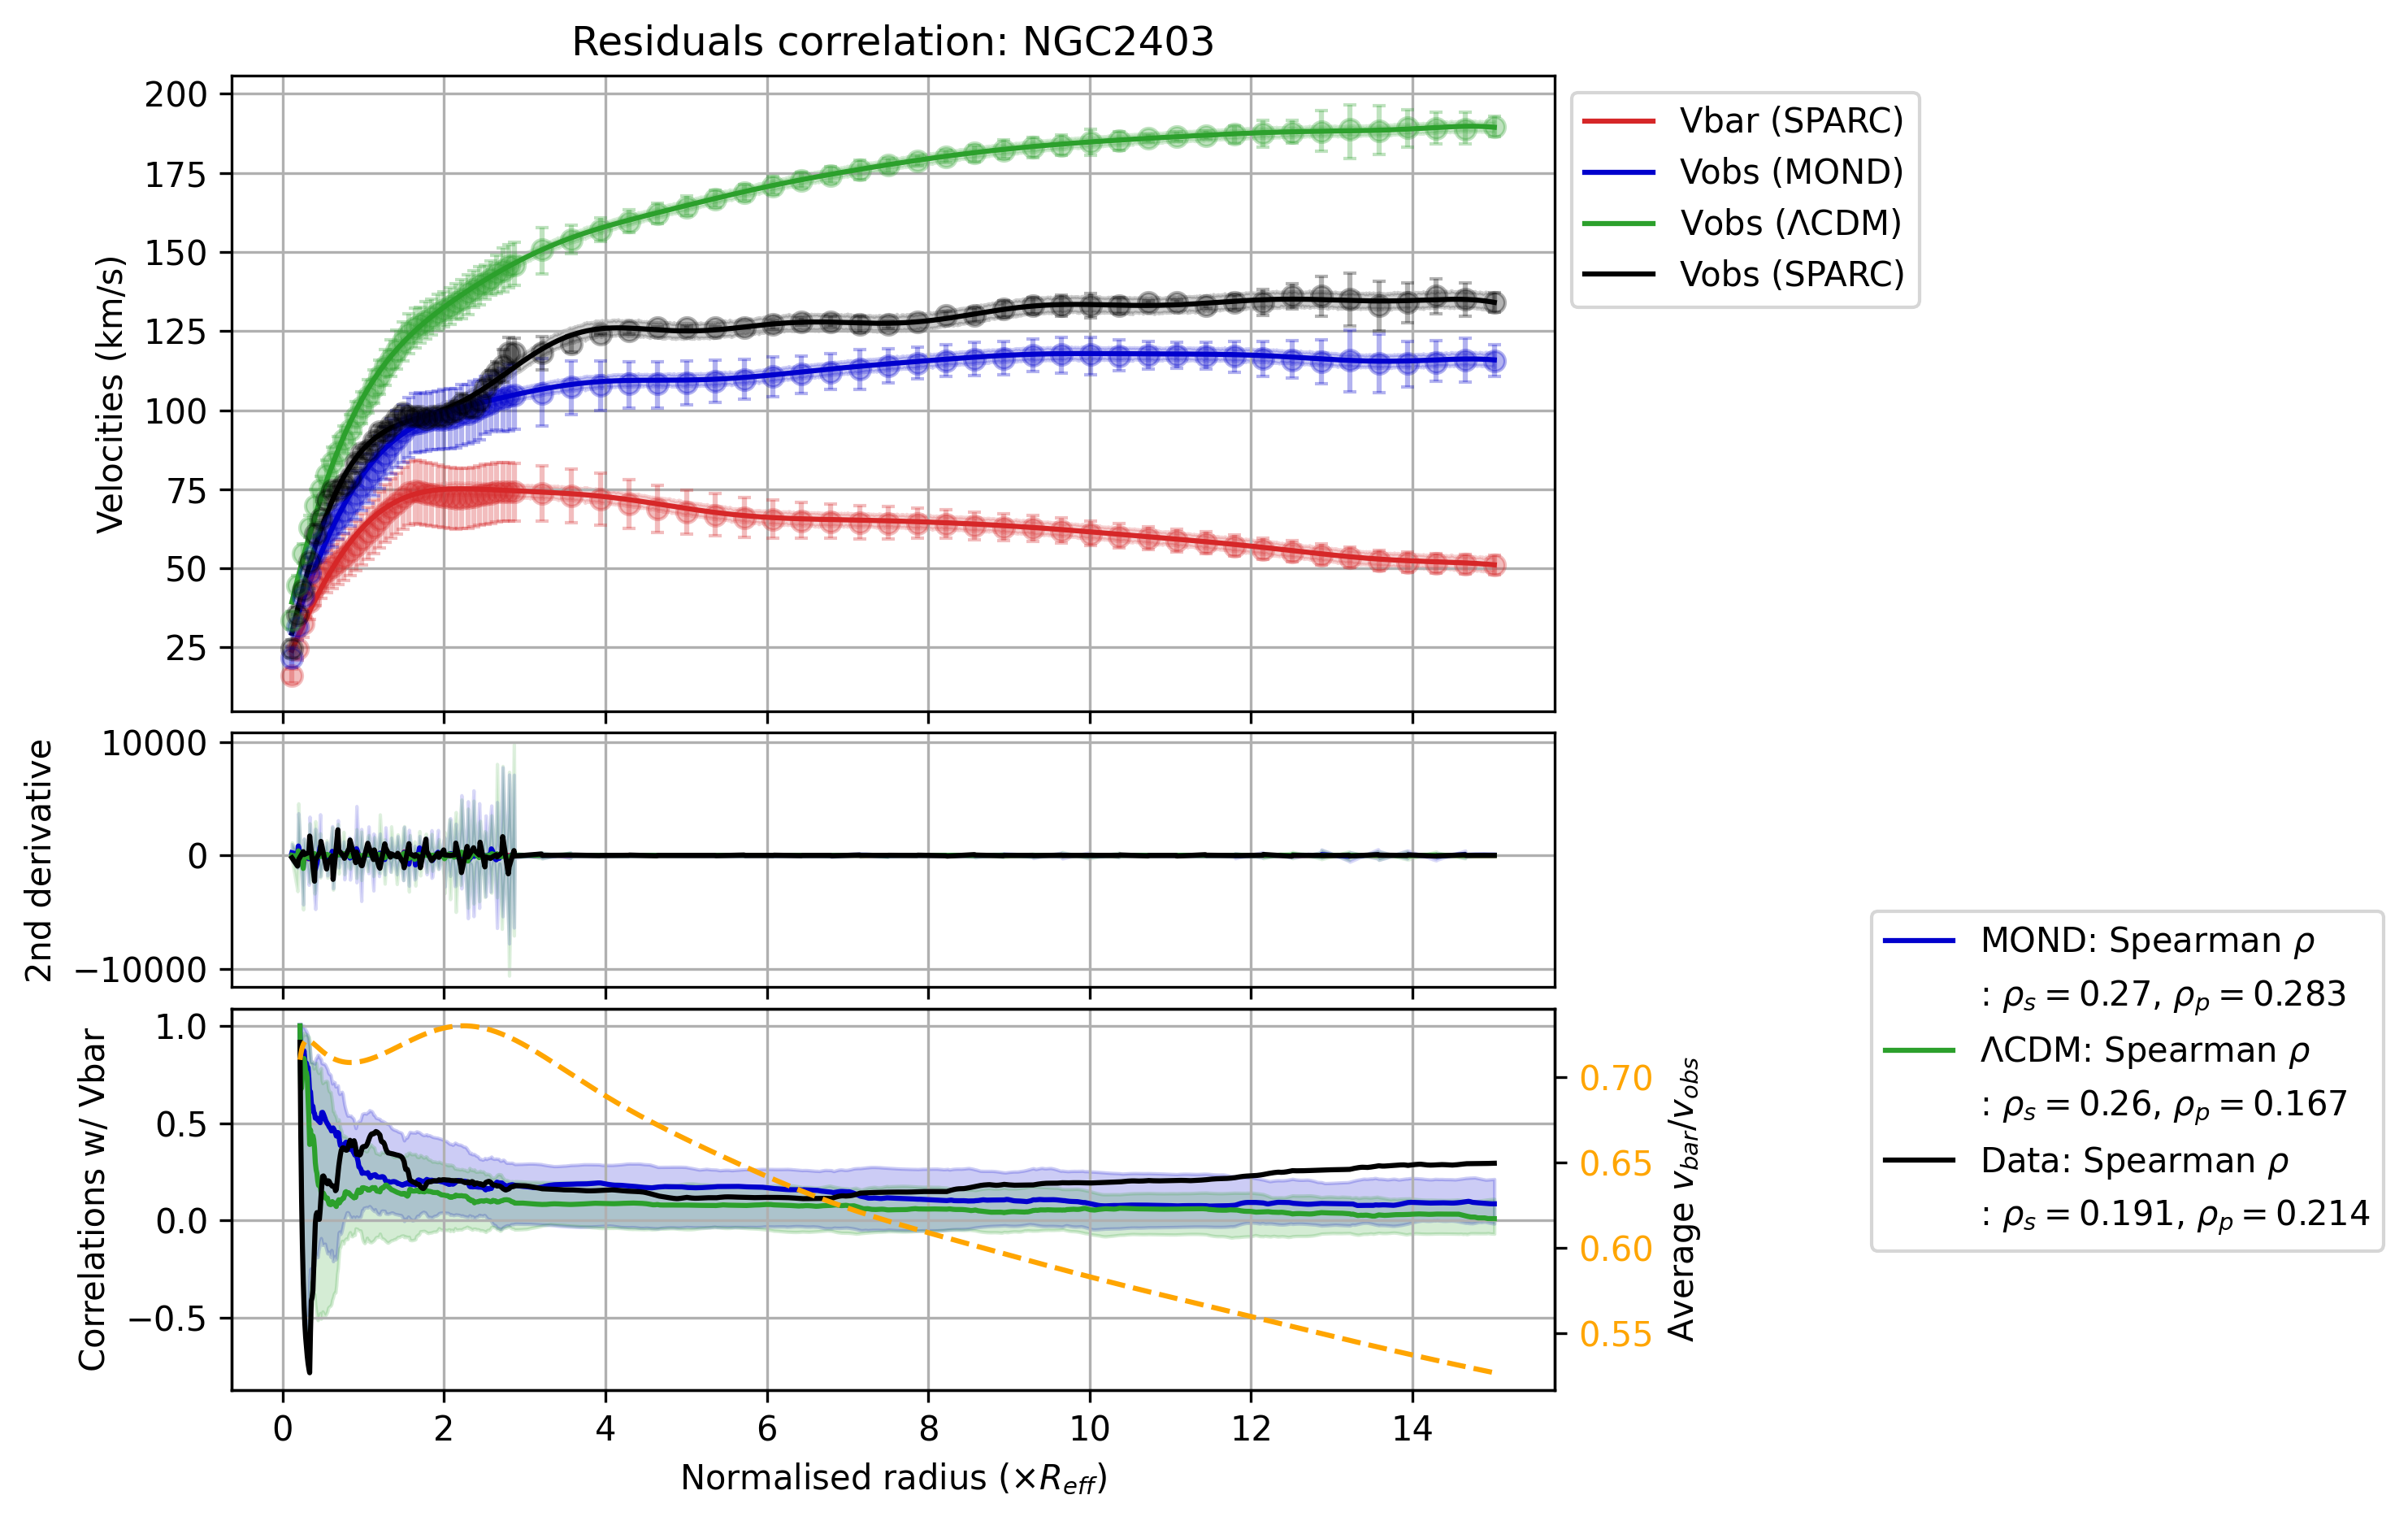 Residuals correlation: NGC2403
Velocities (km/s)
200
175
150
125
100
75
50
25
Vbar (SPARC)
Vobs (MOND)
Vobs (ΛCDM)
Vobs (SPARC)
2nd derivative
10000
0
−10000
Correlations w/ Vbar
1.0
0.5
0.0
−0.5
0.70
0.65
0.60
0.55
Average v_bar/v_obs
MOND: Spearman ρ
: ρ_s = 0.27, ρ_p = 0.283
ΛCDM: Spearman ρ
: ρ_s = 0.26, ρ_p = 0.167
Data: Spearman ρ
: ρ_s = 0.191, ρ_p = 0.214
0 2 4 6 8 10 12 14
Normalised radius (×R_eff)